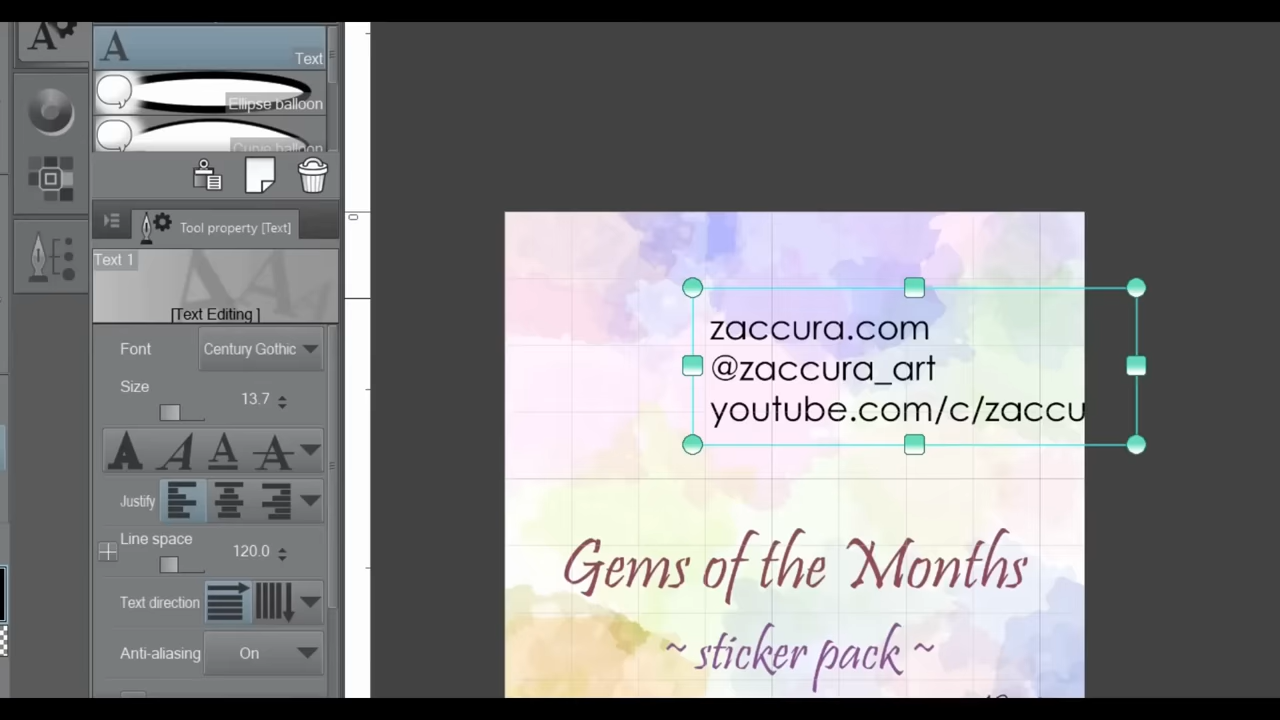 Text
Ellipse balloon
Curve balloon
Tool property [Text]
Text 1
[Text Editing ]
Font Century Gothic
Size 13.7
Justify
Line space 120.0
Text direction
Anti-aliasing On
zaccura.com
@zaccura_art
youtube.com/c/zaccu
Gems of the Months
~ sticker pack ~